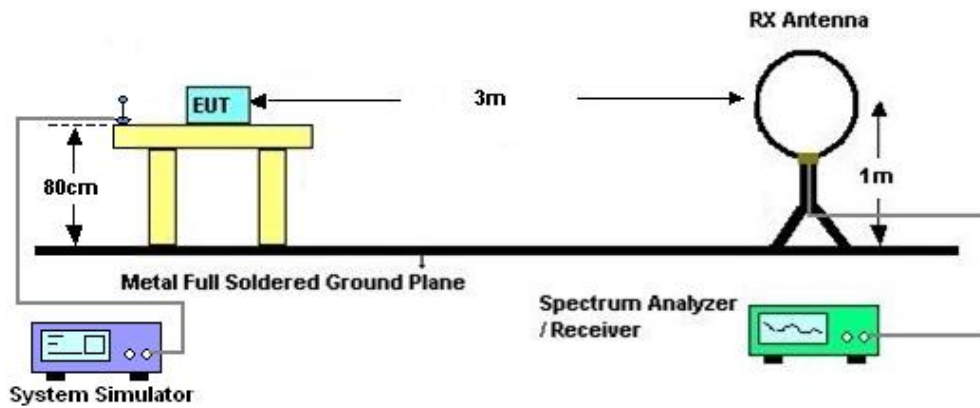 RX Antenna
EUT
3m
80cm
1m
Metal Full Soldered Ground Plane
Spectrum Analyzer
/ Receiver
System Simulator